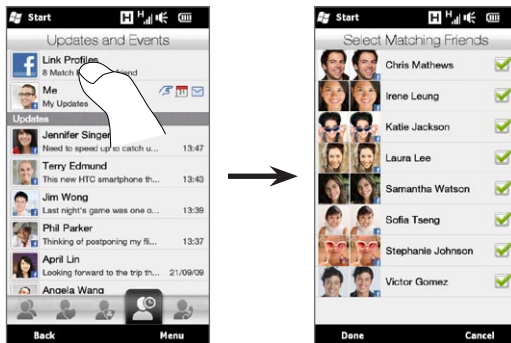 Start
H H
Updates and Events
Link Profiles
8 Match
Me
My Updates
Updates
Jennifer Singer
Need to speed up to catch u... 13:47
Terry Edmund
This new HTC smartphone th... 13:43
Jim Wong
Last night's game was one o... 13:39
Phil Parker
Thinking of postponing my fli... 13:37
April Lin
Looking forward to the trip th... 21/09/09
Angela Wang
Back Menu
Start
H H
Select Matching Friends
Chris Mathews
Irene Leung
Katie Jackson
Laura Lee
Samantha Watson
Sofia Tseng
Stephanie Johnson
Victor Gomez
Done Cancel